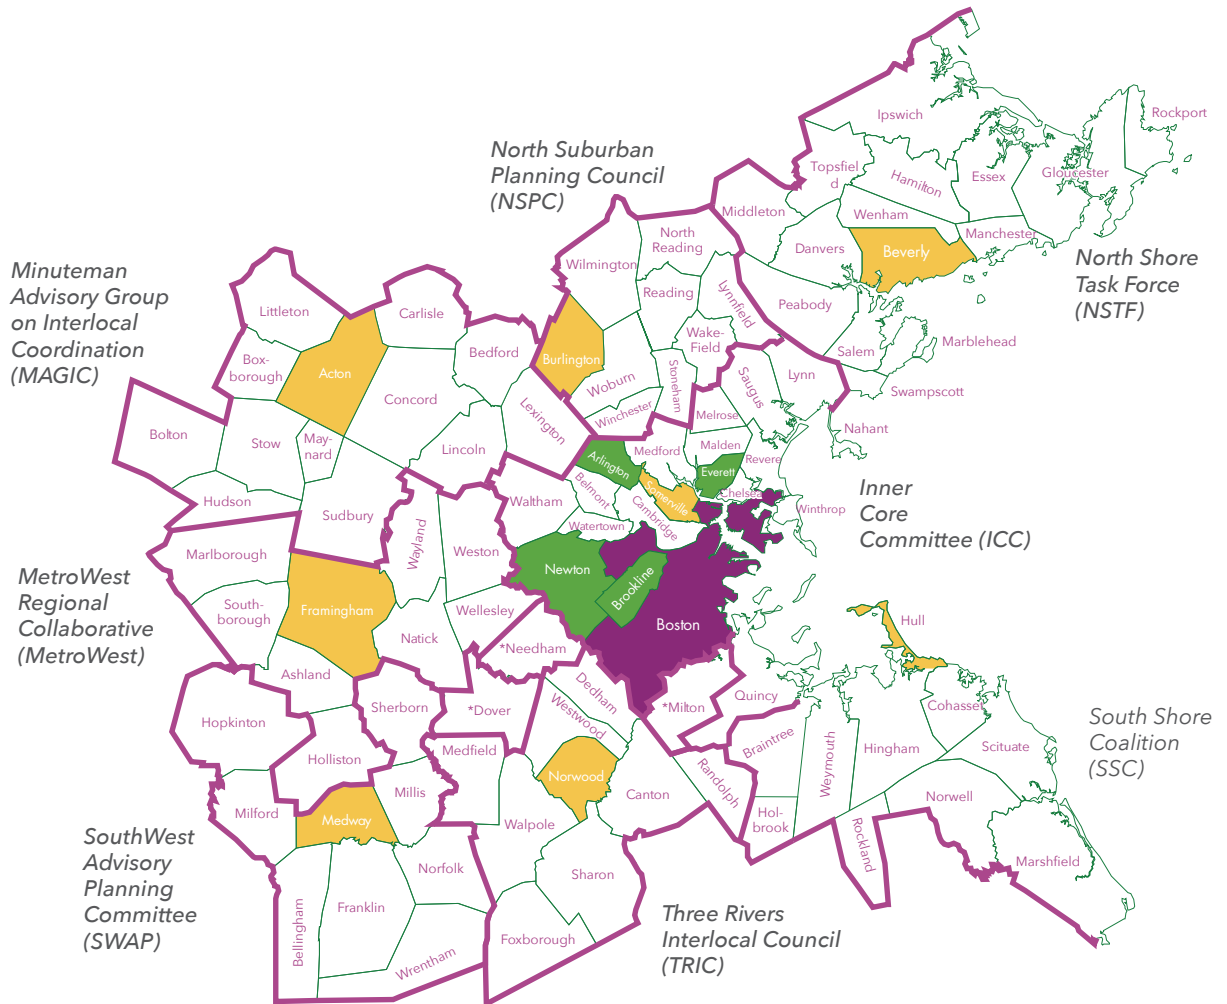 Ipswich
Rockport
North Suburban
Planning Council
(NSPC)
Topsfiel
d
Hamilton
Essex
Gloucester
Middleton
Wenham
Manchester
North
Reading
Danvers
Beverly
Wilmington
North Shore
Task Force
(NSTF)
Minuteman
Advisory Group
on Interlocal
Coordination
(MAGIC)
Reading
Lynnfield
Peabody
Littleton
Carlisle
Wake-
Field
Marblehead
Salem
Bedford
Burlington
Box-
borough
Acton
Woburn
Stoneham
Saugus
Lynn
Swampscott
Concord
Lexington
Winchester
Melrose
Nahant
Bolton
Stow
May-
nard
Lincoln
Medford
Malden
Revere
Arlington
Everett
Hudson
Waltham
Belmont
Somerville
Chelsea
Inner
Core
Committee (ICC)
Winthrop
Sudbury
Cambridge
Watertown
Wayland
Weston
Marlborough
MetroWest
Regional
Collaborative
(MetroWest)
Newton
Brookline
South-
borough
Framingham
Wellesley
Boston
Hull
Natick
*Needham
Ashland
Dedham
Hopkinton
Sherborn
*Dover
Westwood
*Milton
Quincy
Cohasset
South Shore
Coalition
(SSC)
Holliston
Medfield
Braintree
Weymouth
Hingham
Scituate
Norwood
Randolph
Millis
Canton
Norwell
Milford
Medway
Walpole
Hol-
brook
Rockland
SouthWest
Advisory
Planning
Committee
(SWAP)
Norfolk
Sharon
Marshfield
Franklin
Bellingham
Foxborough
Wrentham
Three Rivers
Interlocal Council
(TRIC)